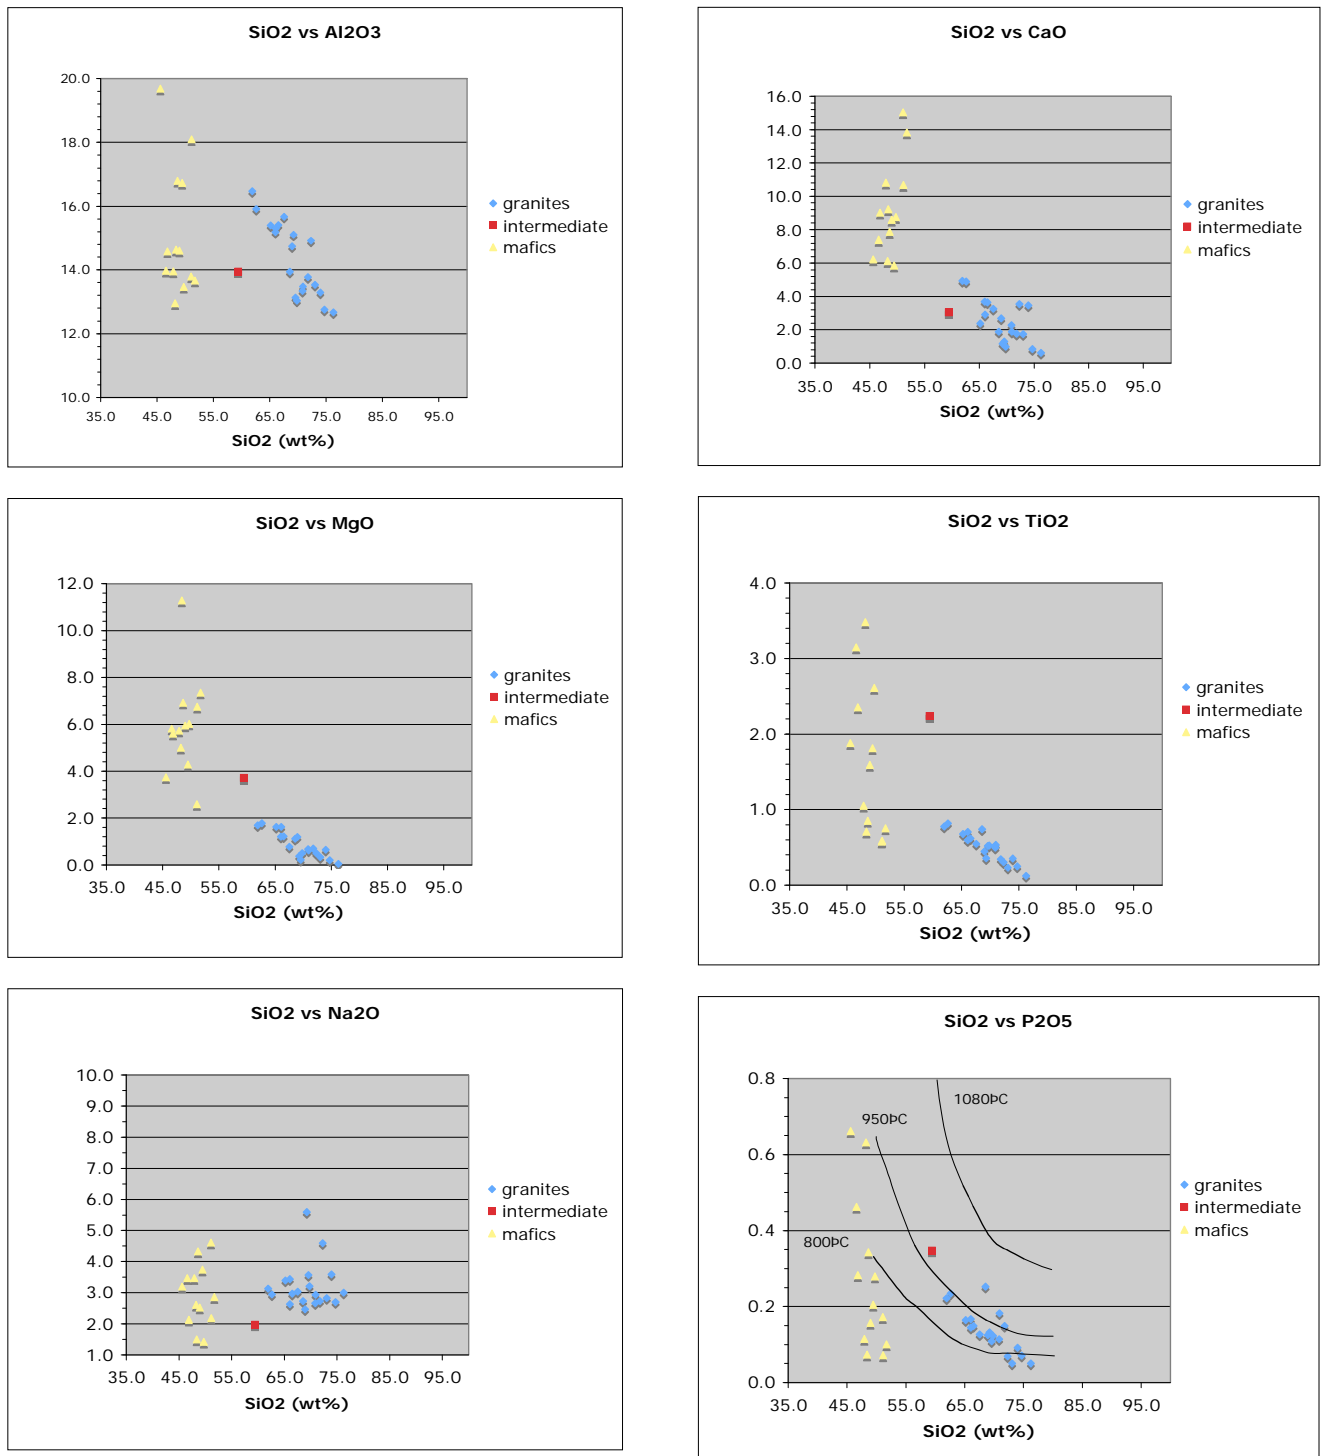 SiO2 vs Al2O3
20.0
18.0
16.0
14.0
12.0
10.0
35.0 45.0 55.0 65.0 75.0 85.0 95.0
SiO2 (wt%)
granites
intermediate
mafics
SiO2 vs CaO
16.0
14.0
12.0
10.0
8.0
6.0
4.0
2.0
0.0
35.0 45.0 55.0 65.0 75.0 85.0 95.0
SiO2 (wt%)
granites
intermediate
mafics
SiO2 vs MgO
12.0
10.0
8.0
6.0
4.0
2.0
0.0
35.0 45.0 55.0 65.0 75.0 85.0 95.0
SiO2 (wt%)
granites
intermediate
mafics
SiO2 vs TiO2
4.0
3.0
2.0
1.0
0.0
35.0 45.0 55.0 65.0 75.0 85.0 95.0
SiO2 (wt%)
granites
intermediate
mafics
SiO2 vs Na2O
10.0
9.0
8.0
7.0
6.0
5.0
4.0
3.0
2.0
1.0
35.0 45.0 55.0 65.0 75.0 85.0 95.0
SiO2 (wt%)
granites
intermediate
mafics
SiO2 vs P2O5
0.8
0.6
0.4
0.2
0.0
1080ÞC
950ÞC
800ÞC
35.0 45.0 55.0 65.0 75.0 85.0 95.0
SiO2 (wt%)
granites
intermediate
mafics